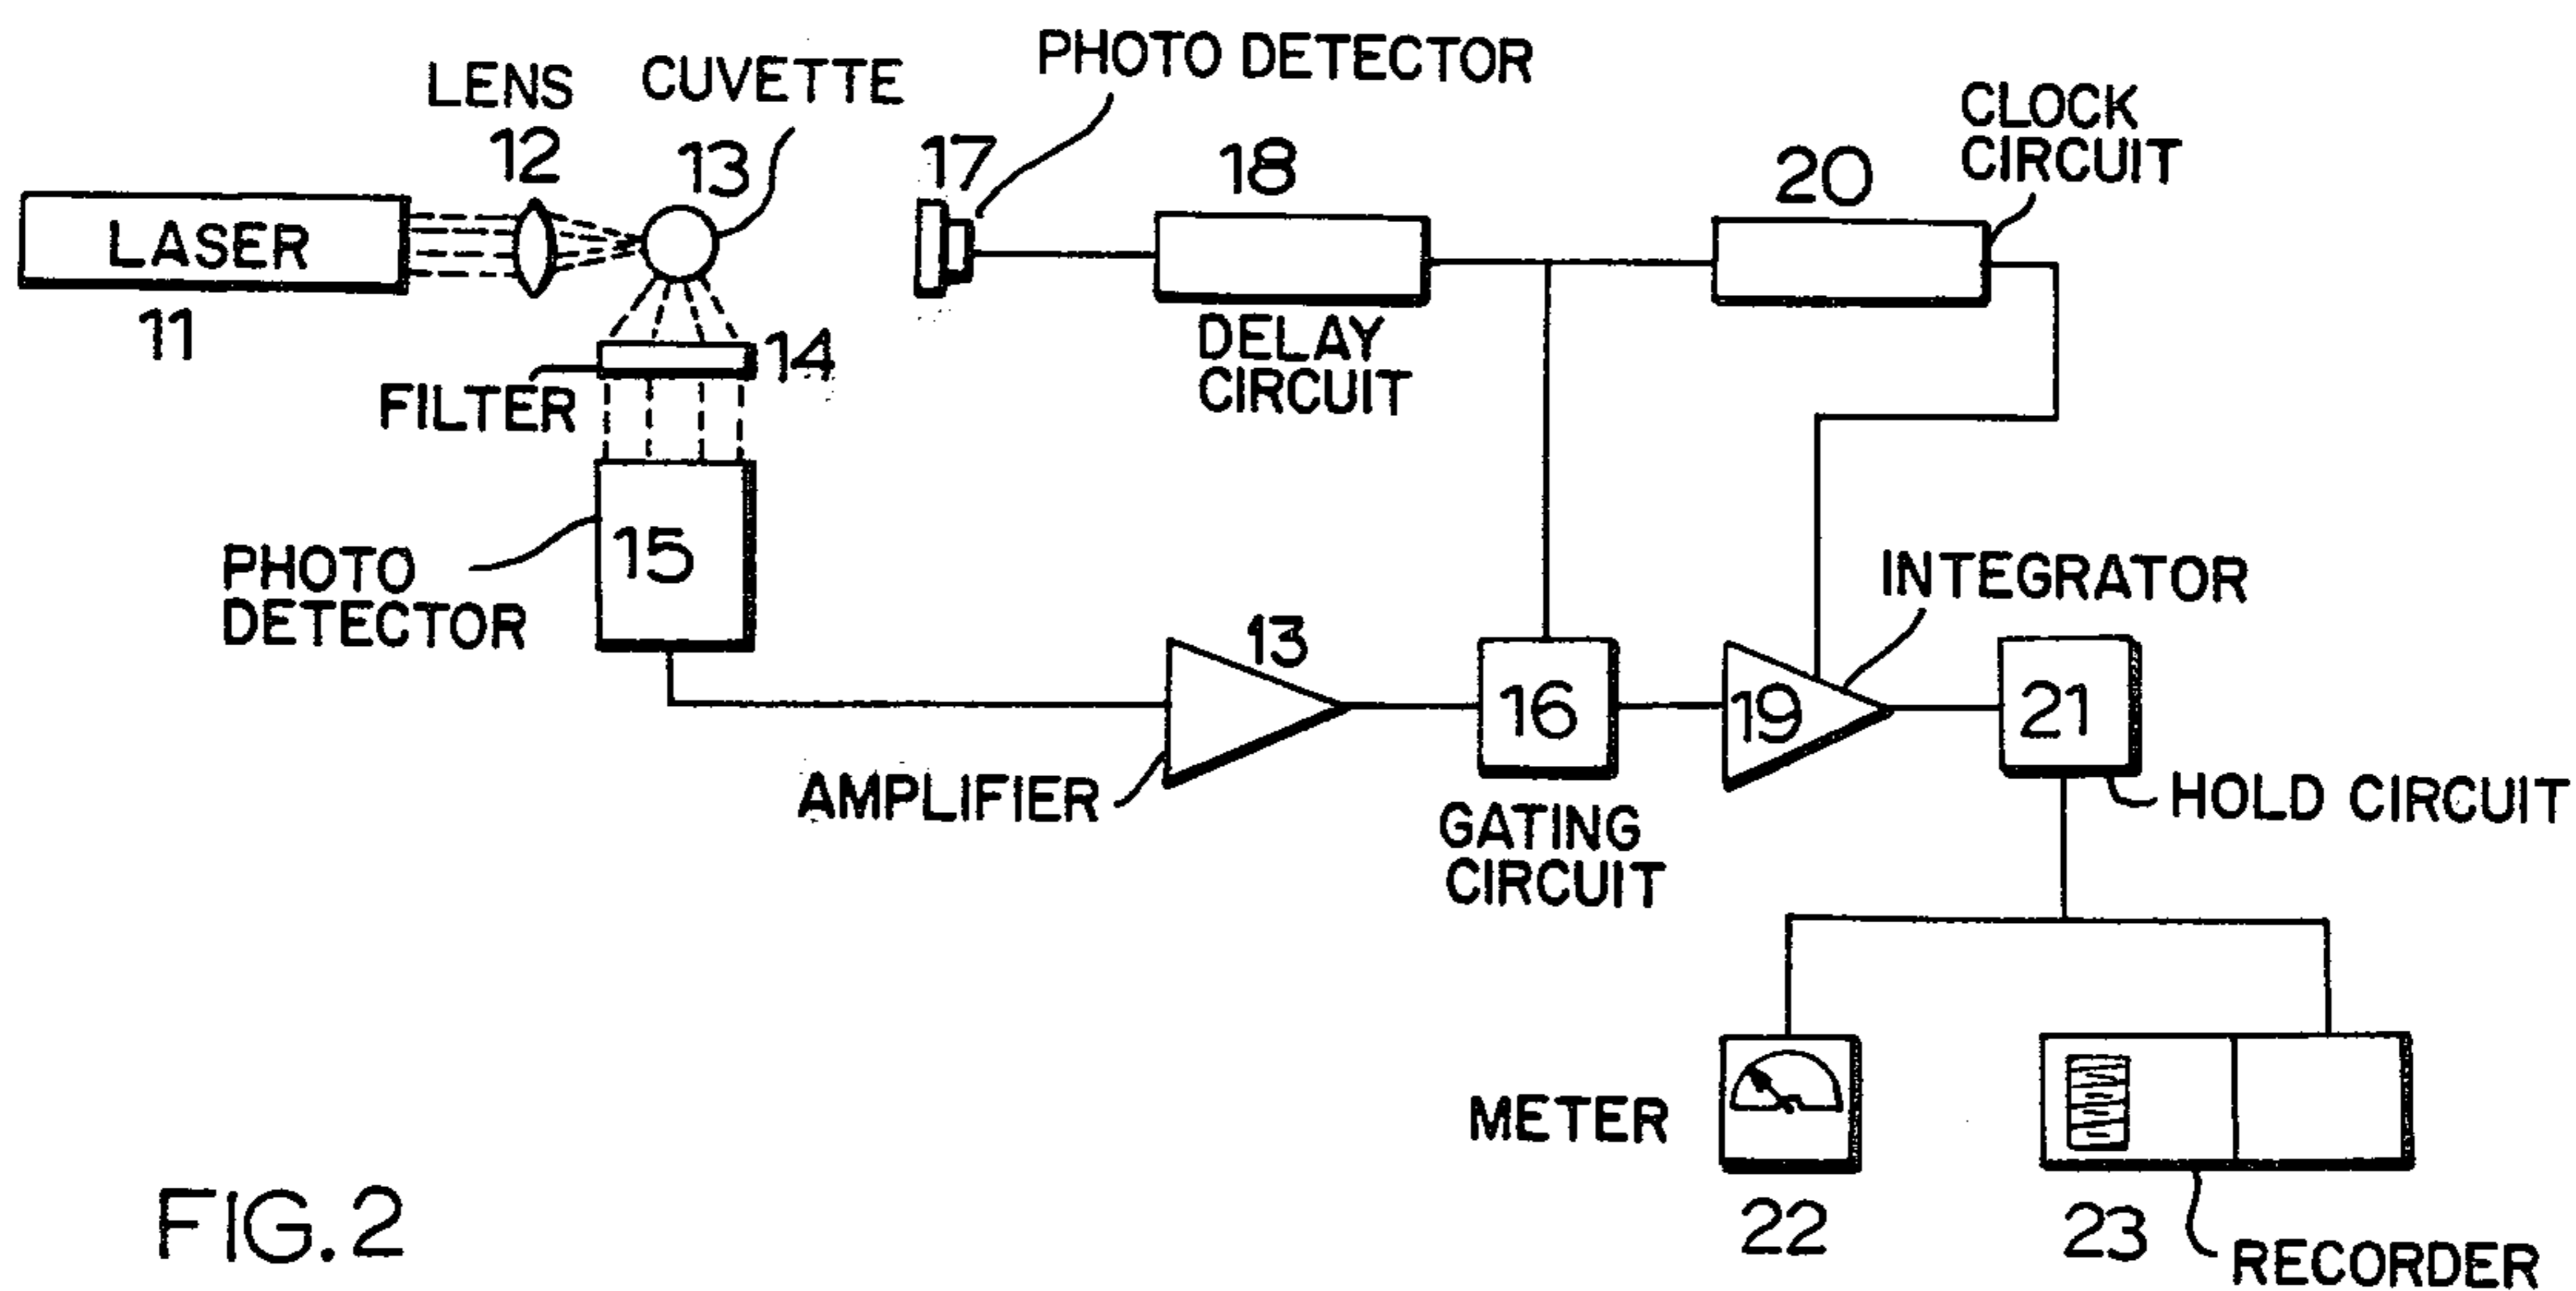 PHOTO DETECTOR
LENS
CUVETTE
CLOCK
CIRCUIT
12
13
17
18
20
LASER
11
14
FILTER
DELAY
CIRCUIT
15
PHOTO
DETECTOR
INTEGRATOR
13
16
19
21
AMPLIFIER
HOLD CIRCUIT
GATING
CIRCUIT
METER
22
23
RECORDER
FIG. 2